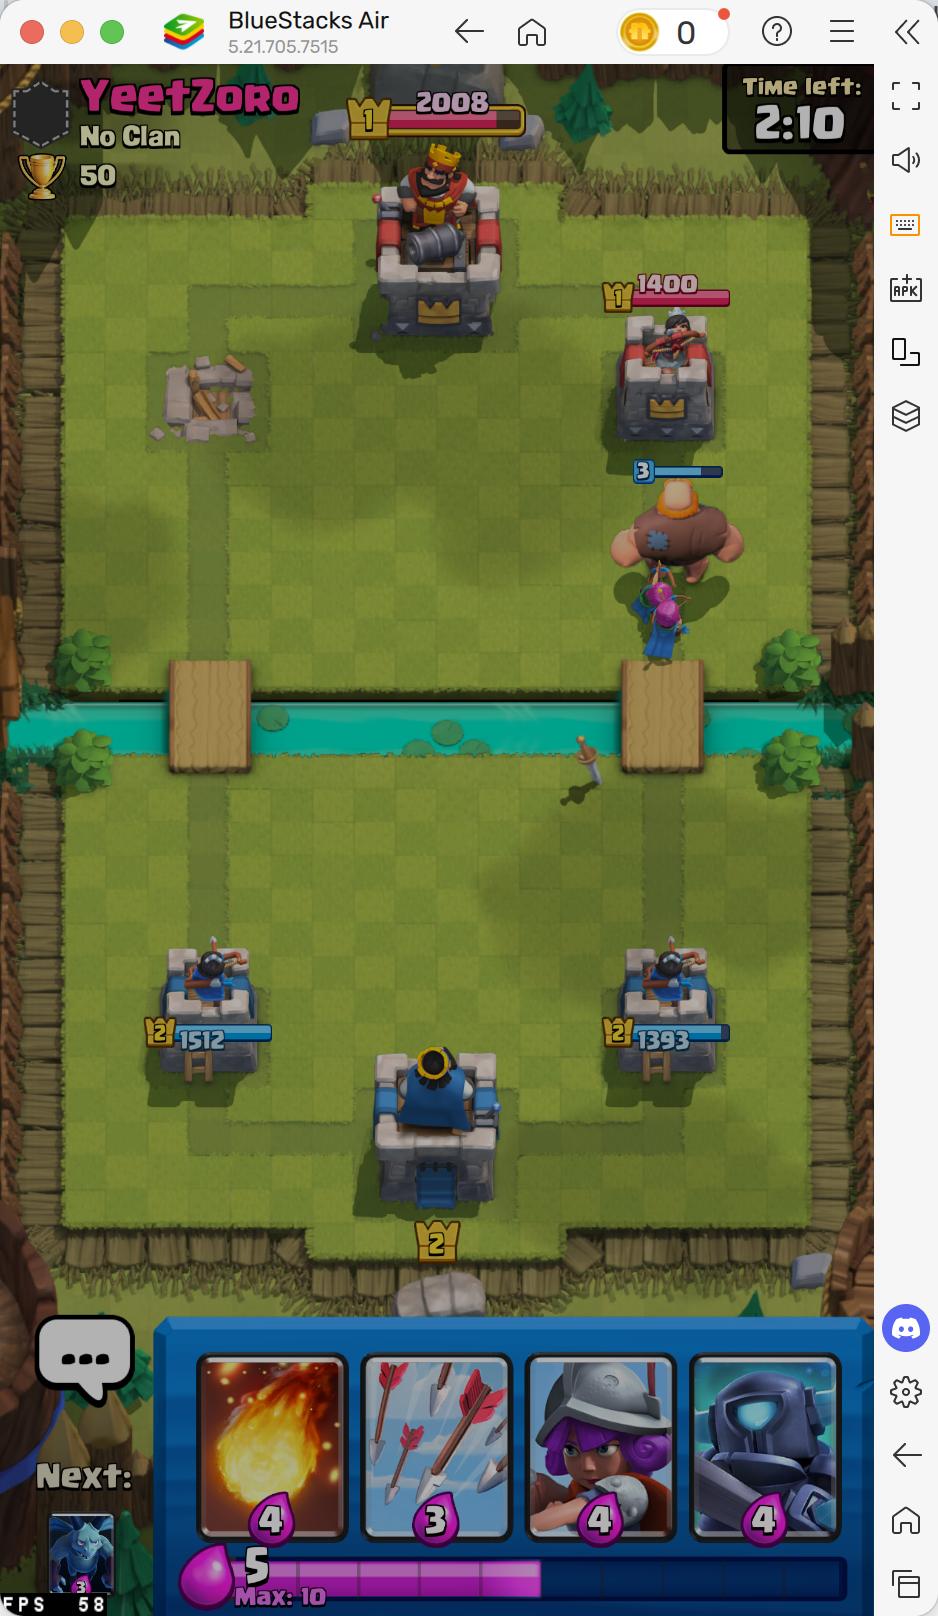 BlueStacks Air
5.21.705.7515
0
YeetZoro
No Clan
50
1
2008
Time left:
2:10
1
1400
APK
3
2
1512
2
1393
2
...
Next:
3
4
3
4
4
5
Max: 10
FPS 58